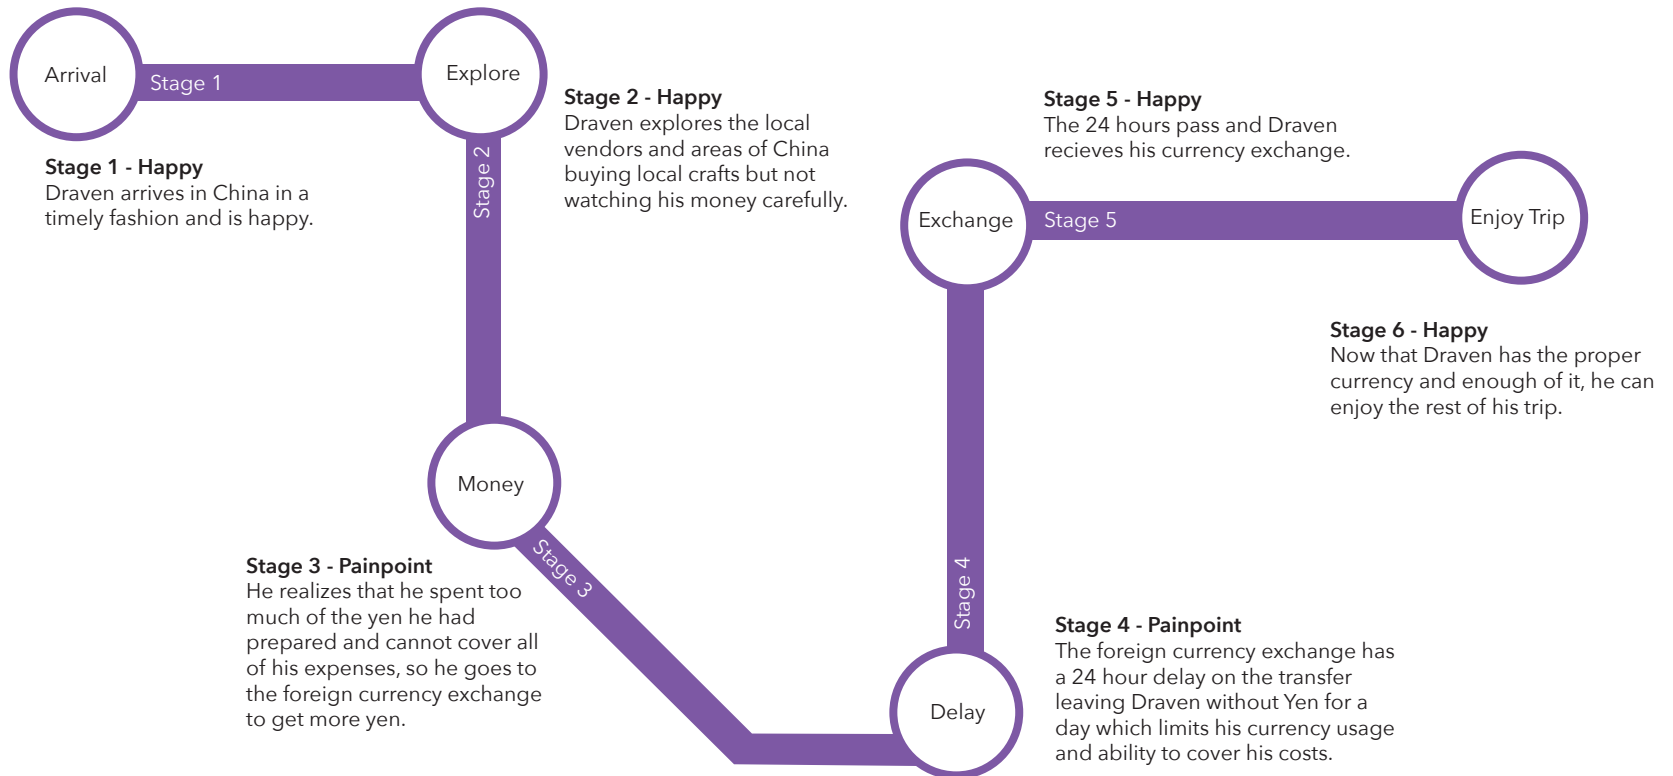 Arrival
Stage 1
Explore
Stage 1 - Happy
Draven arrives in China in a
timely fashion and is happy.
Stage 2
Stage 2 - Happy
Draven explores the local
vendors and areas of China
buying local crafts but not
watching his money carefully.
Money
Stage 3 - Painpoint
He realizes that he spent too
much of the yen he had
prepared and cannot cover all
of his expenses, so he goes to
the foreign currency exchange
to get more yen.
Stage 3
Delay
Stage 4
Stage 4 - Painpoint
The foreign currency exchange has
a 24 hour delay on the transfer
leaving Draven without Yen for a
day which limits his currency usage
and ability to cover his costs.
Exchange
Stage 5
Stage 5 - Happy
The 24 hours pass and Draven
recieves his currency exchange.
Enjoy Trip
Stage 6 - Happy
Now that Draven has the proper
currency and enough of it, he can
enjoy the rest of his trip.